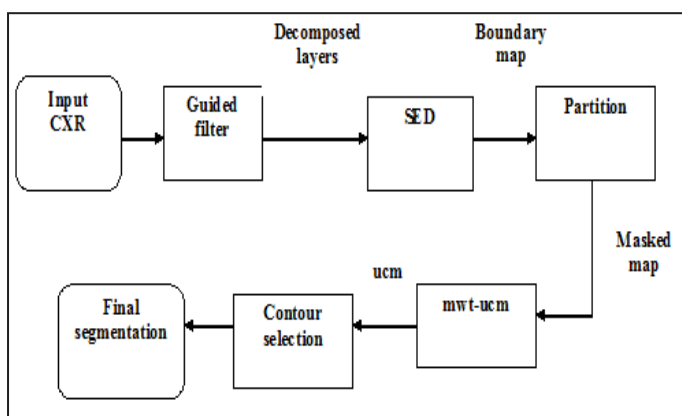 Decomposed
layers
Boundary
map
Input
CXR
Guided
filter
SED
Partition
Masked
map
ucm
mwt-ucm
Contour
selection
Final
segmentation